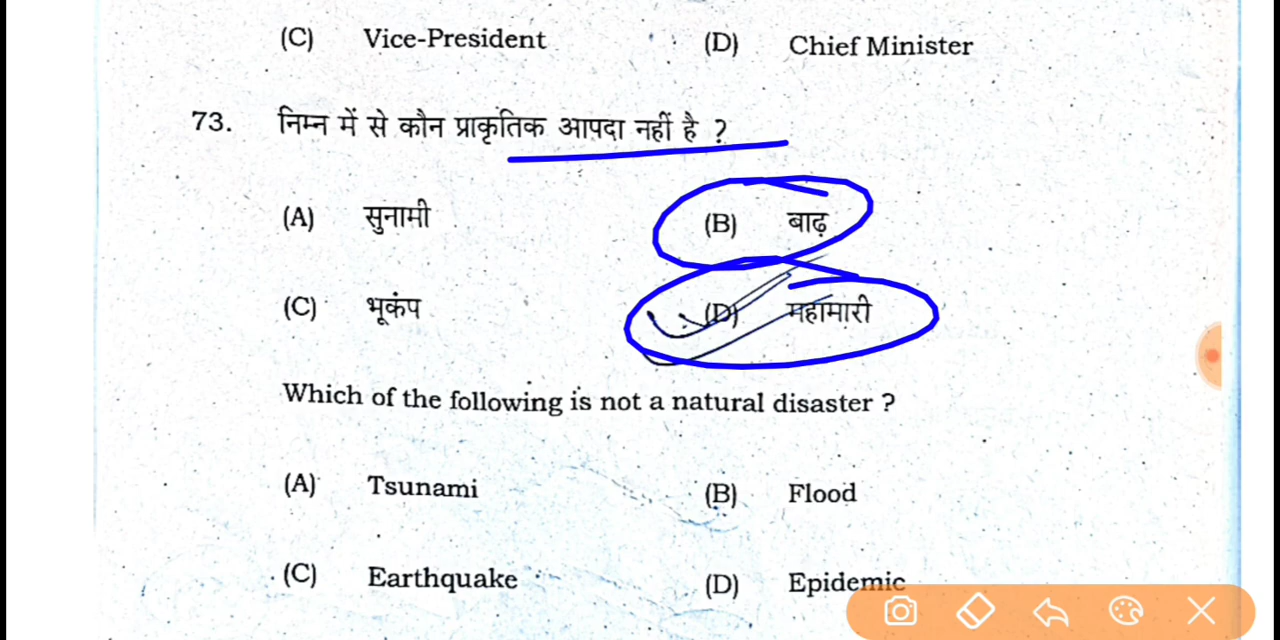 (C) Vice-President (D) Chief Minister
73. निम्न में से कौन प्राकृतिक आपदा नहीं है ?
(A) सुनामी (B) बाढ़
(C) भूकंप (D) महामारी
Which of the following is not a natural disaster ?
(A) Tsunami (B) Flood
(C) Earthquake (D) Epidemic